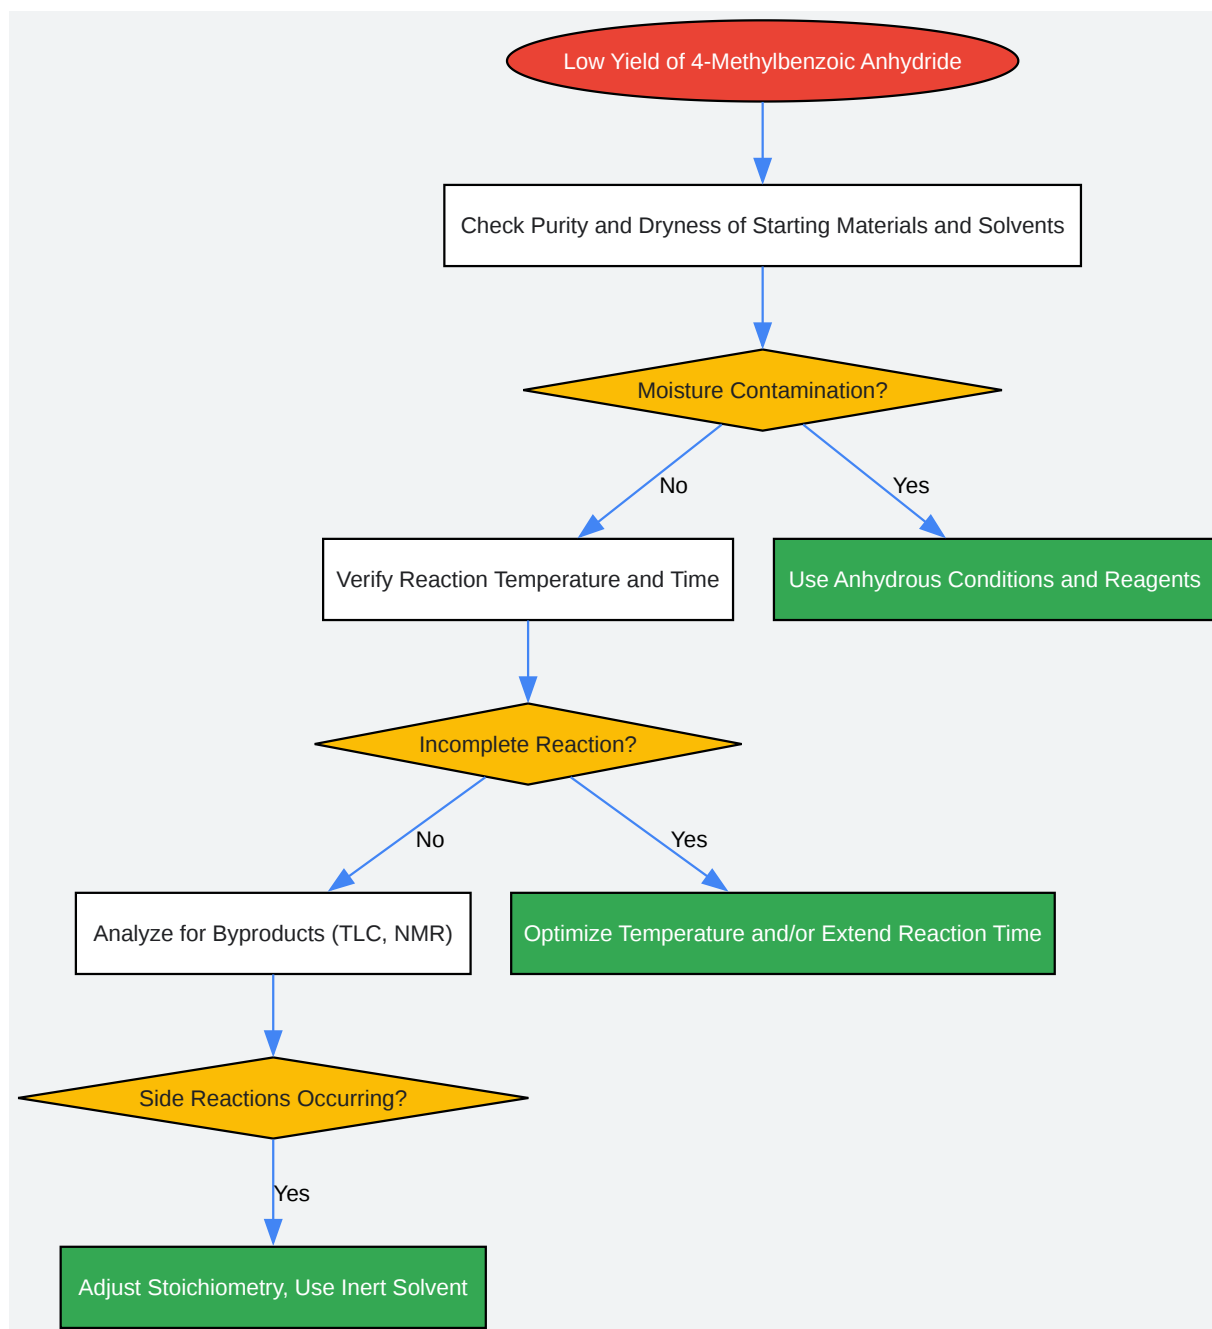 Low Yield of 4-Methylbenzoic Anhydride
Check Purity and Dryness of Starting Materials and Solvents
Moisture Contamination?
No
Yes
Verify Reaction Temperature and Time
Use Anhydrous Conditions and Reagents
Incomplete Reaction?
No
Yes
Analyze for Byproducts (TLC, NMR)
Optimize Temperature and/or Extend Reaction Time
Side Reactions Occurring?
Yes
Adjust Stoichiometry, Use Inert Solvent